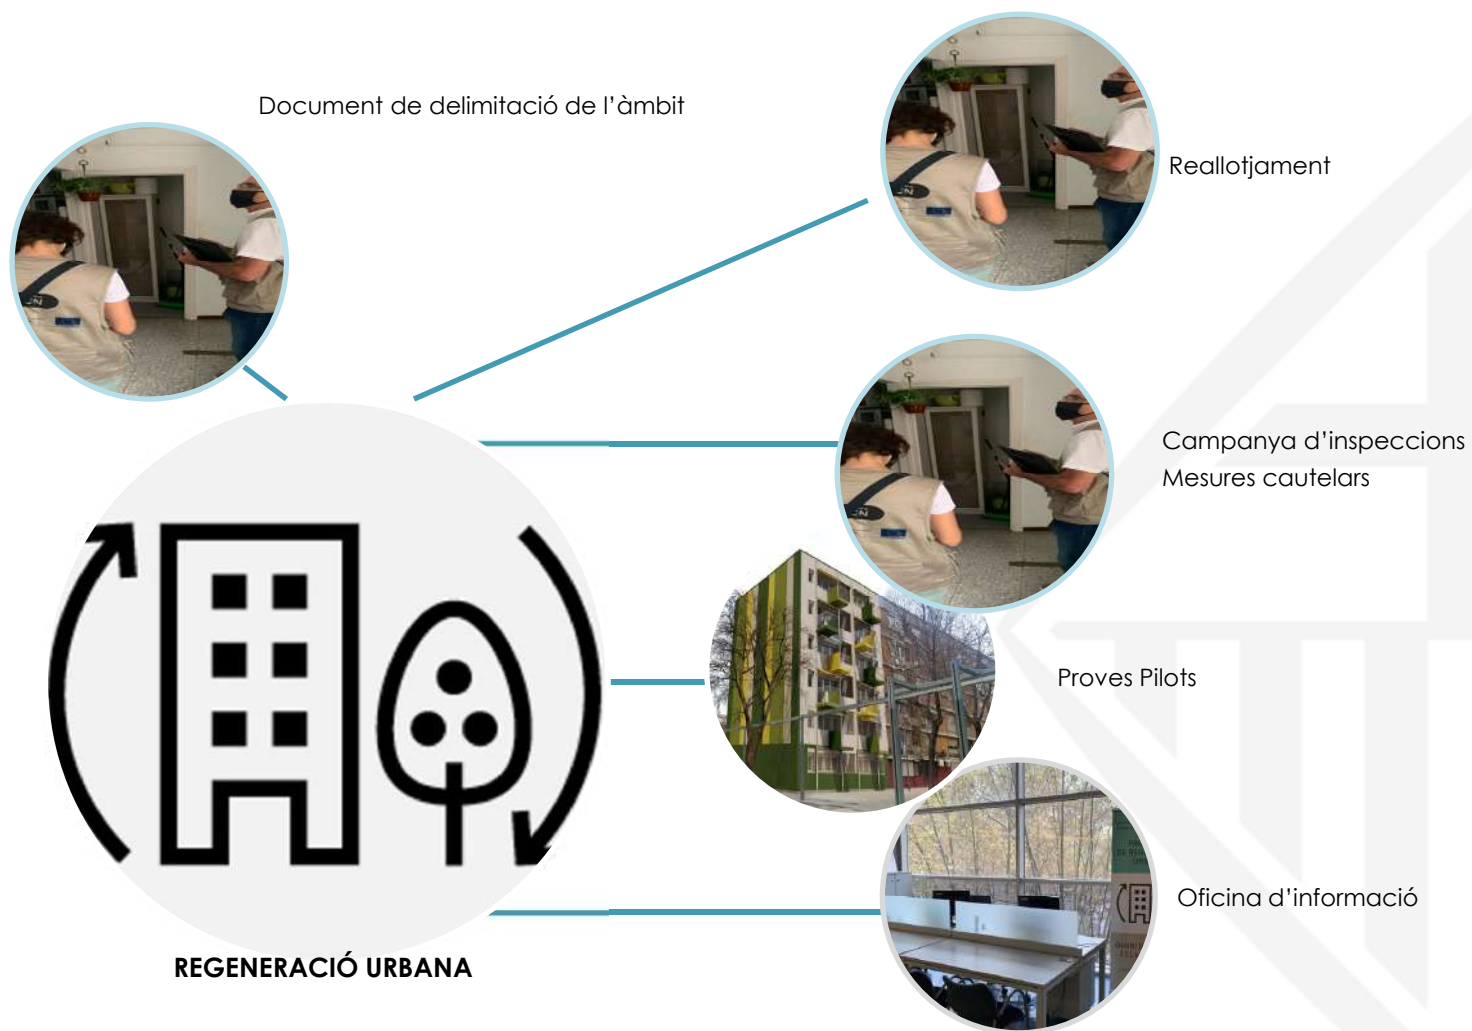 Document de delimitació de l'àmbit
Reallotjament
Campanya d'inspeccions
Mesures cautelars
Proves Pilots
Oficina d'informació
REGENERACIÓ URBANA